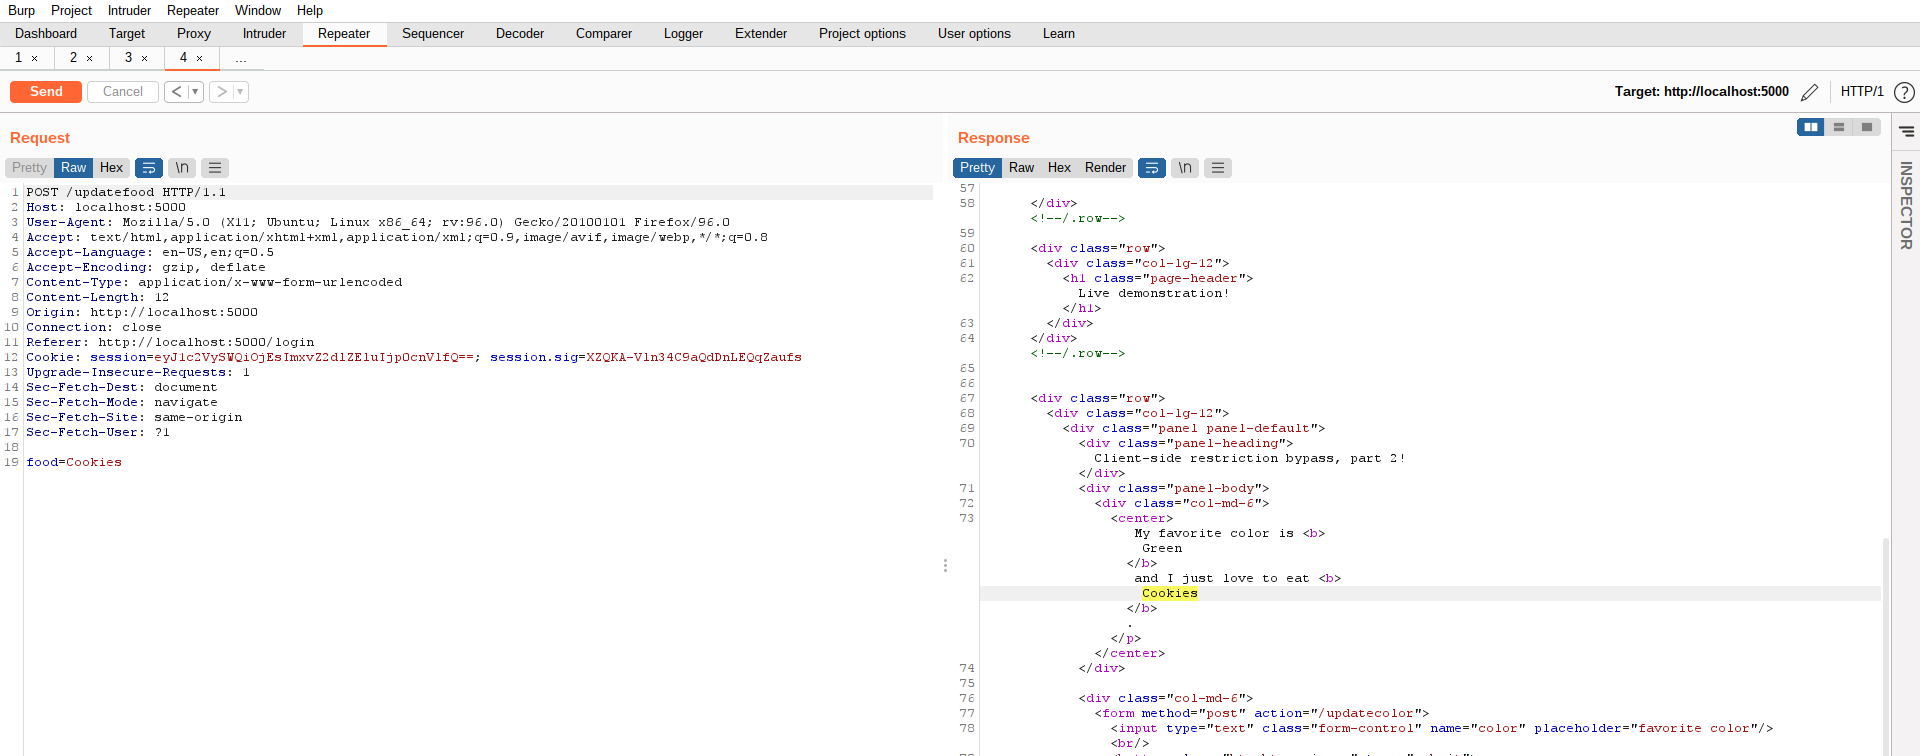 Burp Project Intruder Repeater Window Help
Dashboard Target Proxy Intruder Repeater Sequencer Decoder Comparer Logger Extender Project options User options Learn
1 × 2 × 3 × 4 × ...
Send Cancel < ▾ > ▾ Target: http://localhost:5000 HTTP/1 ?
Request
Pretty Raw Hex \n
1 POST /updatefood HTTP/1.1
2 Host: localhost:5000
3 User-Agent: Mozilla/5.0 (X11; Ubuntu; Linux x86_64; rv:96.0) Gecko/20100101 Firefox/96.0
4 Accept: text/html,application/xhtml+xml,application/xml;q=0.9,image/avif,image/webp,*/*;q=0.8
5 Accept-Language: en-US,en;q=0.5
6 Accept-Encoding: gzip, deflate
7 Content-Type: application/x-www-form-urlencoded
8 Content-Length: 12
9 Origin: http://localhost:5000
10 Connection: close
11 Referer: http://localhost:5000/login
12 Cookie: session=eyJ1c2VySWQiOjEsImxvZ2dlZEluIjp0cnVlfQ==; session.sig=XZQKA-Vln34C9aQdDnLEQqZaufs
13 Upgrade-Insecure-Requests: 1
14 Sec-Fetch-Dest: document
15 Sec-Fetch-Mode: navigate
16 Sec-Fetch-Site: same-origin
17 Sec-Fetch-User: ?1
18
19 food=Cookies
Response
Pretty Raw Hex Render \n
57
58 </div>
<!--/.row-->
59
60 <div class="row">
61 <div class="col-lg-12">
62 <h1 class="page-header">
Live demonstration!
</h1>
63 </div>
64 </div>
<!--/.row-->
65
66
67 <div class="row">
68 <div class="col-lg-12">
69 <div class="panel panel-default">
70 <div class="panel-heading">
Client-side restriction bypass, part 2!
</div>
71 <div class="panel-body">
72 <div class="col-md-6">
73 <center>
My favorite color is <b>
Green
</b>
and I just love to eat <b>
Cookies
</b>
.
</p>
</center>
74 </div>
75
76 <div class="col-md-6">
77 <form method="post" action="/updatecolor">
78 <input type="text" class="form-control" name="color" placeholder="favorite color"/>
<br/>
INSPECTOR